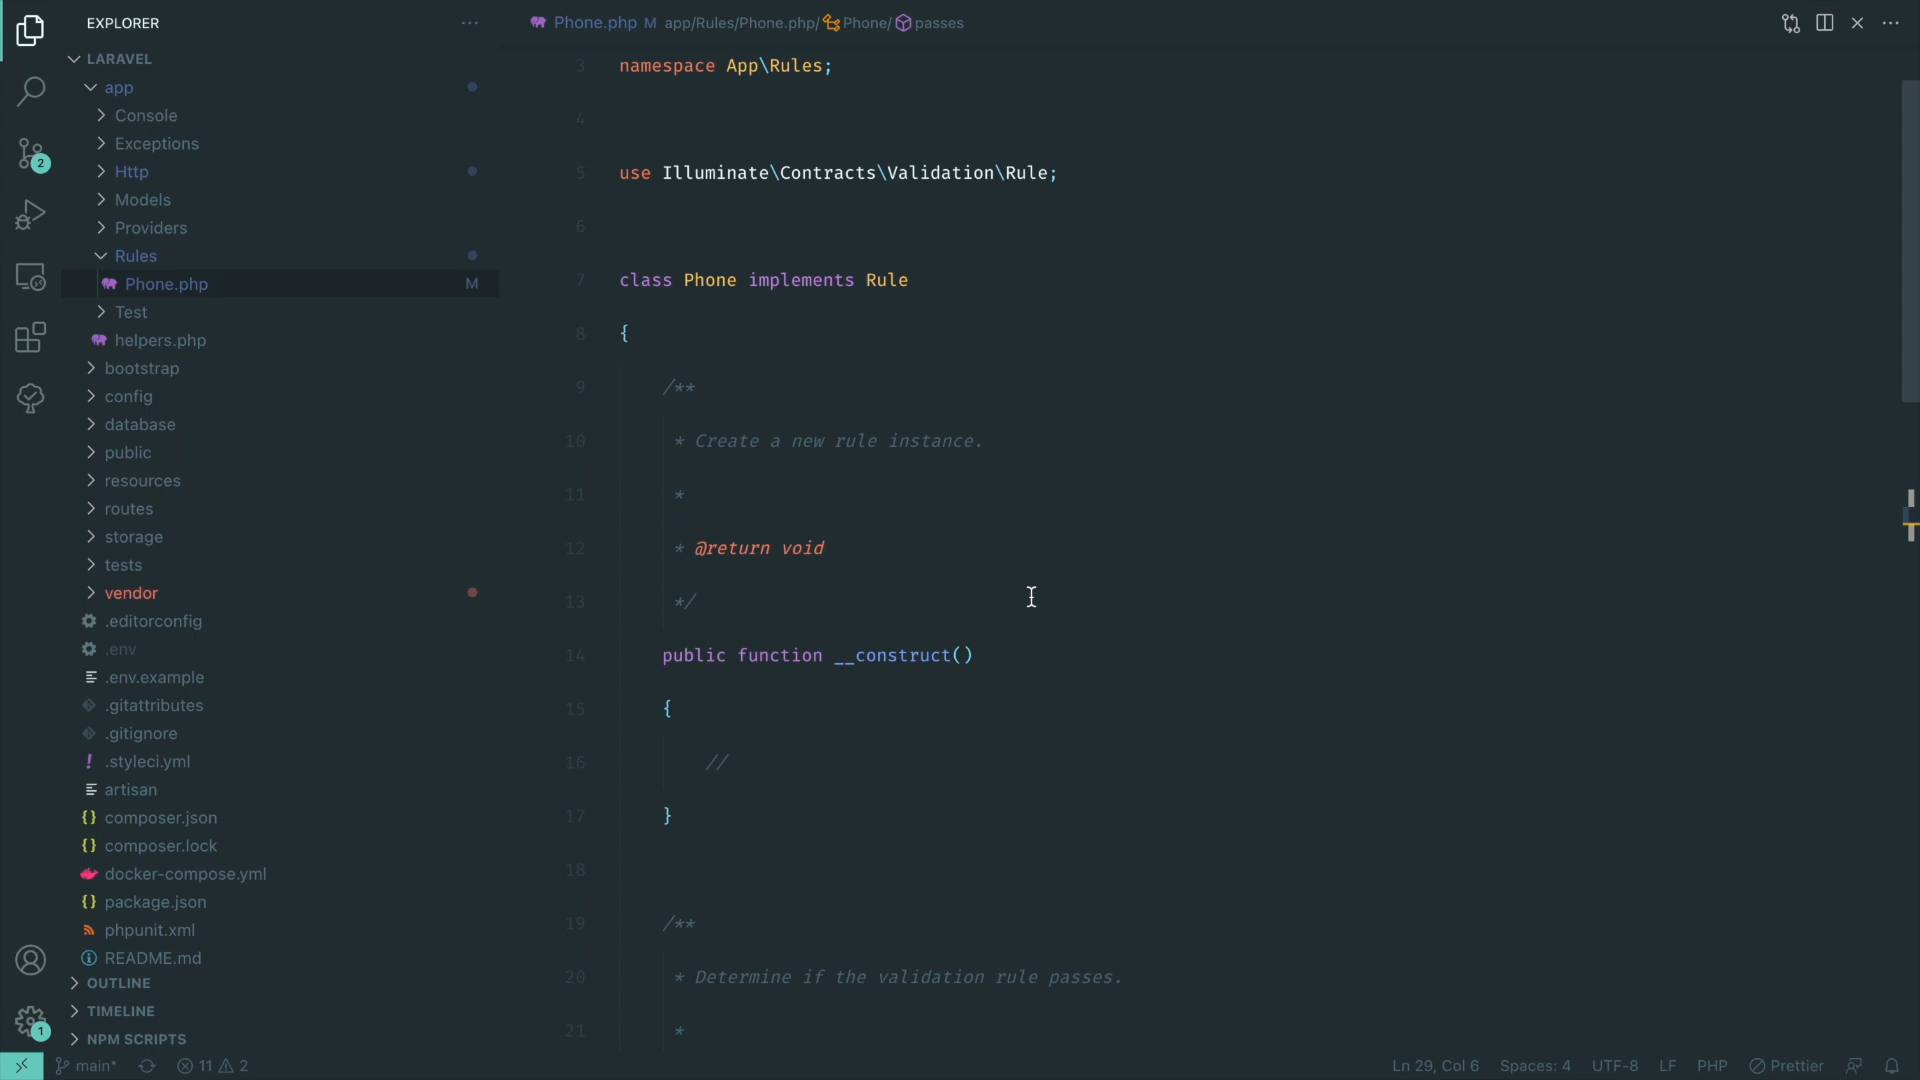 EXPLORER
LARAVEL
app
Console
Exceptions
Http
Models
Providers
Rules
Phone.php M
Test
helpers.php
bootstrap
config
database
public
resources
routes
storage
tests
vendor
.editorconfig
.env
.env.example
.gitattributes
.gitignore
.styleci.yml
artisan
composer.json
composer.lock
docker-compose.yml
package.json
phpunit.xml
README.md
OUTLINE
TIMELINE
NPM SCRIPTS
2
1
Phone.php M app/Rules/Phone.php/ Phone/ passes
3 namespace App\Rules;
4
5 use Illuminate\Contracts\Validation\Rule;
6
7 class Phone implements Rule
8 {
9 /**
10 * Create a new rule instance.
11 *
12 * @return void
13 */
14 public function __construct()
15 {
16 //
17 }
18
19 /**
20 * Determine if the validation rule passes.
21 *
main* 11 2 Ln 29, Col 6 Spaces: 4 UTF-8 LF PHP Prettier